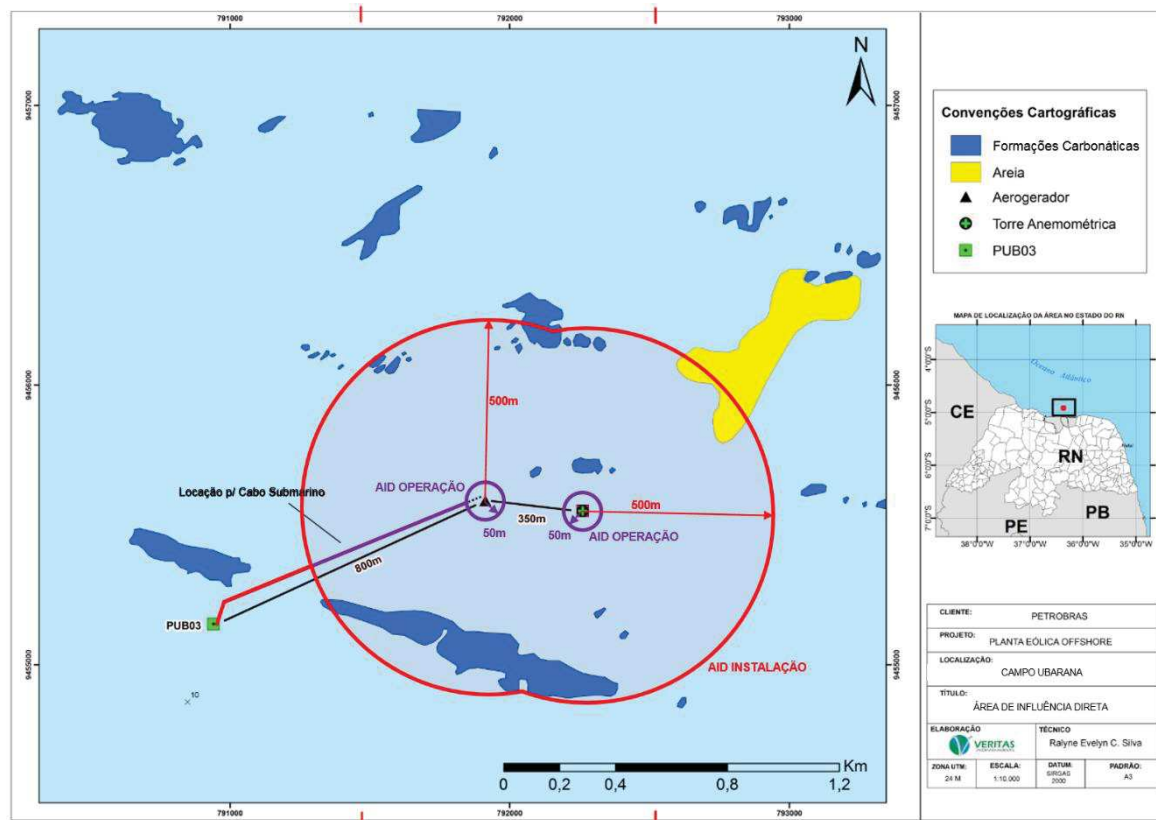 791000
792000
793000
9457000
9456000
9455000
N
500m
AID OPERAÇÃO
Locação p/ Cabo Submarino
350m
500m
50m
50m
AID OPERAÇÃO
800m
PUB03
AID INSTALAÇÃO
10
Km
0
0,2
0,4
0,8
1,2
791000
792000
793000
Convenções Cartográficas
Formações Carbonáticas
Areia
Aerogerador
Torre Anemométrica
PUB03
MAPA DE LOCALIZAÇÃO DA ÁREA NO ESTADO DO RN
Oceano Atlântico
4°0'0"S
5°0'0"S
6°0'0"S
7°0'0"S
CE
RN
PB
PE
38°0'0"W
37°0'0"W
36°0'0"W
35°0'0"W
CLIENTE:
PETROBRAS
PROJETO:
PLANTA EÓLICA OFFSHORE
LOCALIZAÇÃO:
CAMPO UBARANA
TÍTULO:
ÁREA DE INFLUÊNCIA DIRETA
ELABORAÇÃO
VERITAS
TÉCNICO
Ralyne Evelyn C. Silva
ZONA UTM:
24 M
ESCALA:
1:10.000
DATUM:
SIRGAS
2000
PADRÃO:
A3